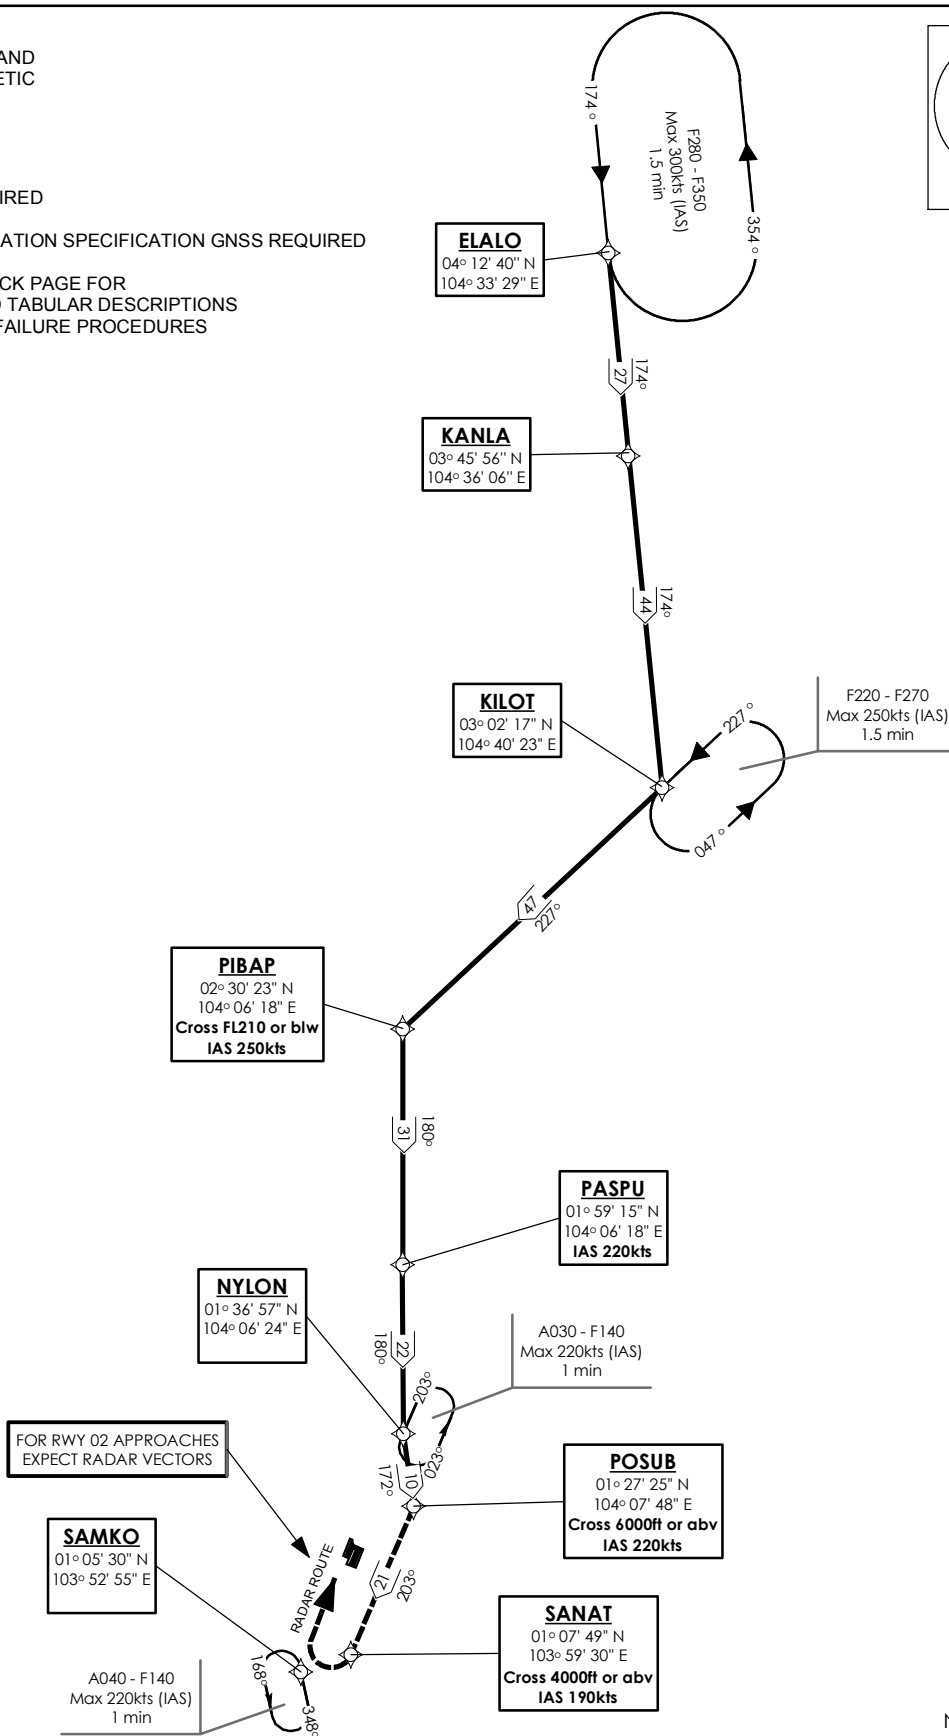 AND
ETIC
IRED
ATION SPECIFICATION GNSS REQUIRED
CK PAGE FOR
D TABULAR DESCRIPTIONS
FAILURE PROCEDURES
174°
F280 - F350
Max 300kts (IAS)
1.5 min
354°
ELALO
04° 12' 40" N
104° 33' 29" E
27
174°
KANLA
03° 45' 56" N
104° 36' 06" E
44
174°
KILOT
03° 02' 17" N
104° 40' 23" E
227°
047°
F220 - F270
Max 250kts (IAS)
1.5 min
47
227°
PIBAP
02° 30' 23" N
104° 06' 18" E
Cross FL210 or blw
IAS 250kts
31
180°
PASPU
01° 59' 15" N
104° 06' 18" E
IAS 220kts
NYLON
01° 36' 57" N
104° 06' 24" E
22
180°
A030 - F140
Max 220kts (IAS)
1 min
203°
023°
10
172°
FOR RWY 02 APPROACHES
EXPECT RADAR VECTORS
POSUB
01° 27' 25" N
104° 07' 48" E
Cross 6000ft or abv
IAS 220kts
SAMKO
01° 05' 30" N
103° 52' 55" E
RADAR ROUTE
21
203°
SANAT
01° 07' 49" N
103° 59' 30" E
Cross 4000ft or abv
IAS 190kts
A040 - F140
Max 220kts (IAS)
1 min
168°
348°